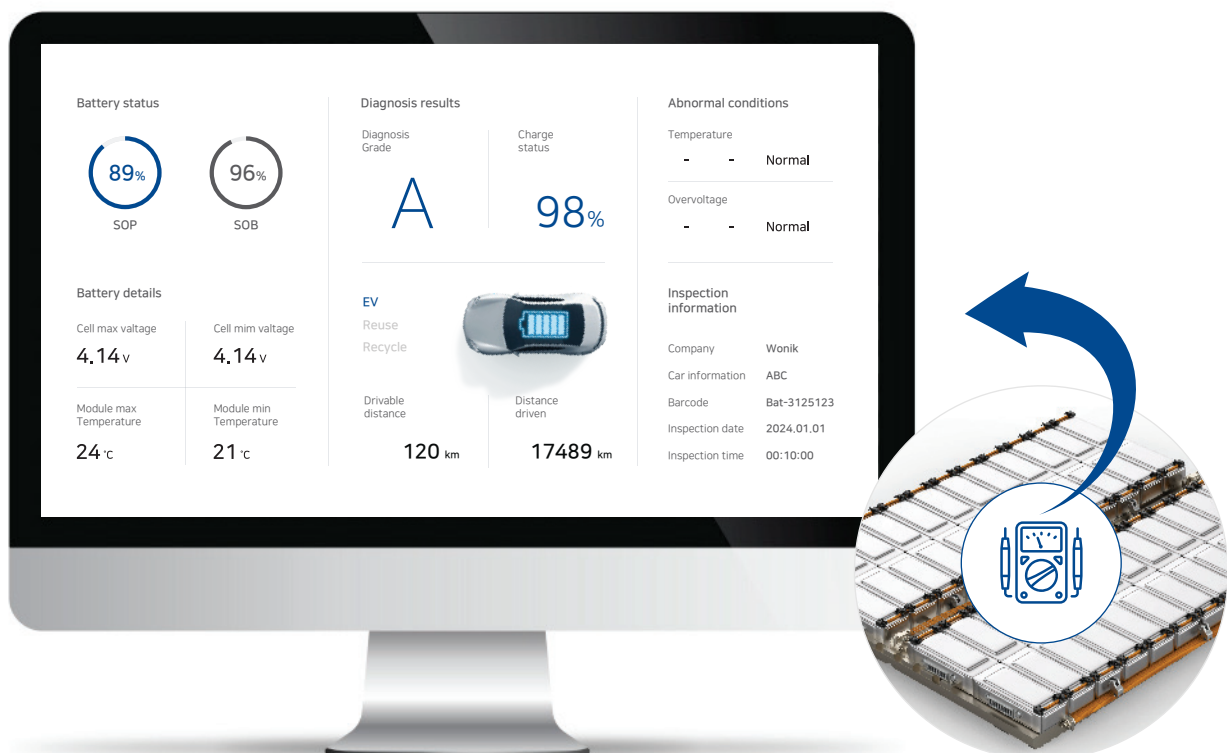 Battery status
89%
SOP
96%
SOB
Battery details
Cell max valtage
4.14 V
Cell mim valtage
4.14 V
Module max
Temperature
24 ℃
Module min
Temperature
21 ℃
Diagnosis results
Diagnosis
Grade
A
Charge
status
98%
EV
Reuse
Recycle
Drivable
distance
120 km
Distance
driven
17489 km
Abnormal conditions
Temperature
- - Normal
Overvoltage
- - Normal
Inspection
information
Company Wonik
Car information ABC
Barcode Bat-3125123
Inspection date 2024.01.01
Inspection time 00:10:00